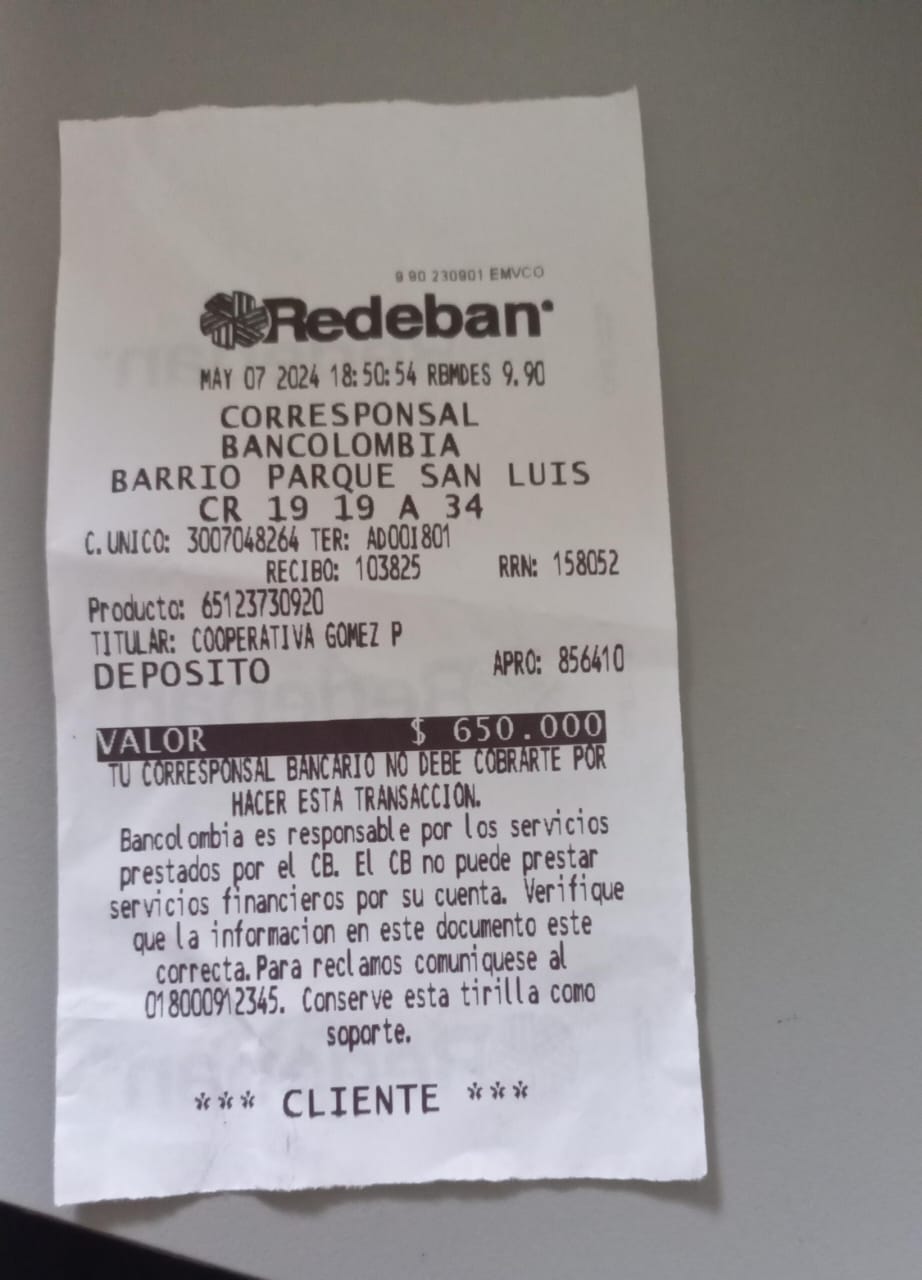 9 90 230901 EMVCO
Redeban
MAY 07 2024 18:50:54 RBMDES 9.90
CORRESPONSAL
BANCOLOMBIA
BARRIO PARQUE SAN LUIS
CR 19 19 A 34
C. UNICO: 3007048264 TER: AD00I801
RECIBO: 103825 RRN: 158052
Producto: 65123730920
TITULAR: COOPERATIVA GOMEZ P
DEPOSITO APRO: 856410
VALOR $ 650.000
TU CORRESPONSAL BANCARIO NO DEBE COBRARTE POR
HACER ESTA TRANSACCION.
Bancolombia es responsable por los servicios
prestados por el CB. El CB no puede prestar
servicios financieros por su cuenta. Verifique
que la informacion en este documento este
correcta. Para reclamos comuniquese al
018000912345. Conserve esta tirilla como
soporte.
*** CLIENTE ***